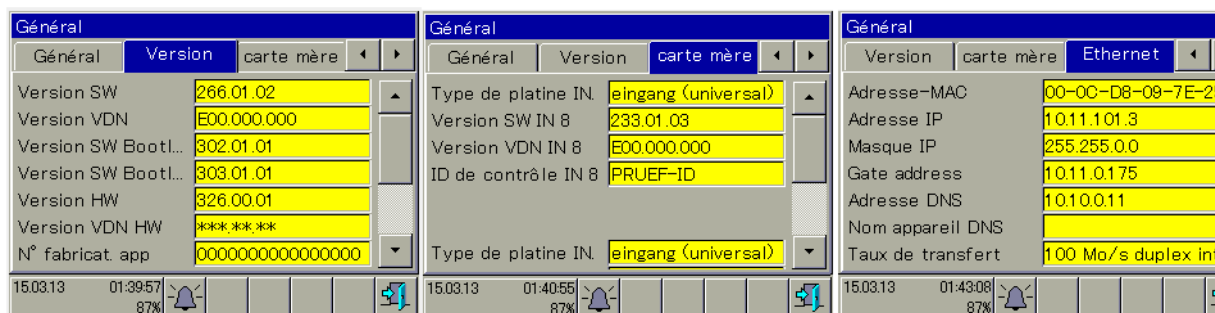 Général
Général Version carte mère
Version SW 266.01.02
Version VDN E00.000.000
Version SW Bootl... 302.01.01
Version SW Bootl... 303.01.01
Version HW 326.00.01
Version VDN HW ***.**.**
N° fabricat. app 0000000000000000
15.03.13 01:39:57
87%
Général
Général Version carte mère
Type de platine IN. eingang (universal)
Version SW IN 8 233.01.03
Version VDN IN 8 E00.000.000
ID de contrôle IN 8 PRUEF-ID
Type de platine IN. eingang (universal)
15.03.13 01:40:55
87%
Général
Version carte mère Ethernet
Adresse-MAC 00-0C-D8-09-7E-2
Adresse IP 10.11.101.3
Masque IP 255.255.0.0
Gate address 10.11.0.175
Adresse DNS 10.10.0.11
Nom appareil DNS
Taux de transfert 100 Mo/s duplex int
15.03.13 01:43:08
87%